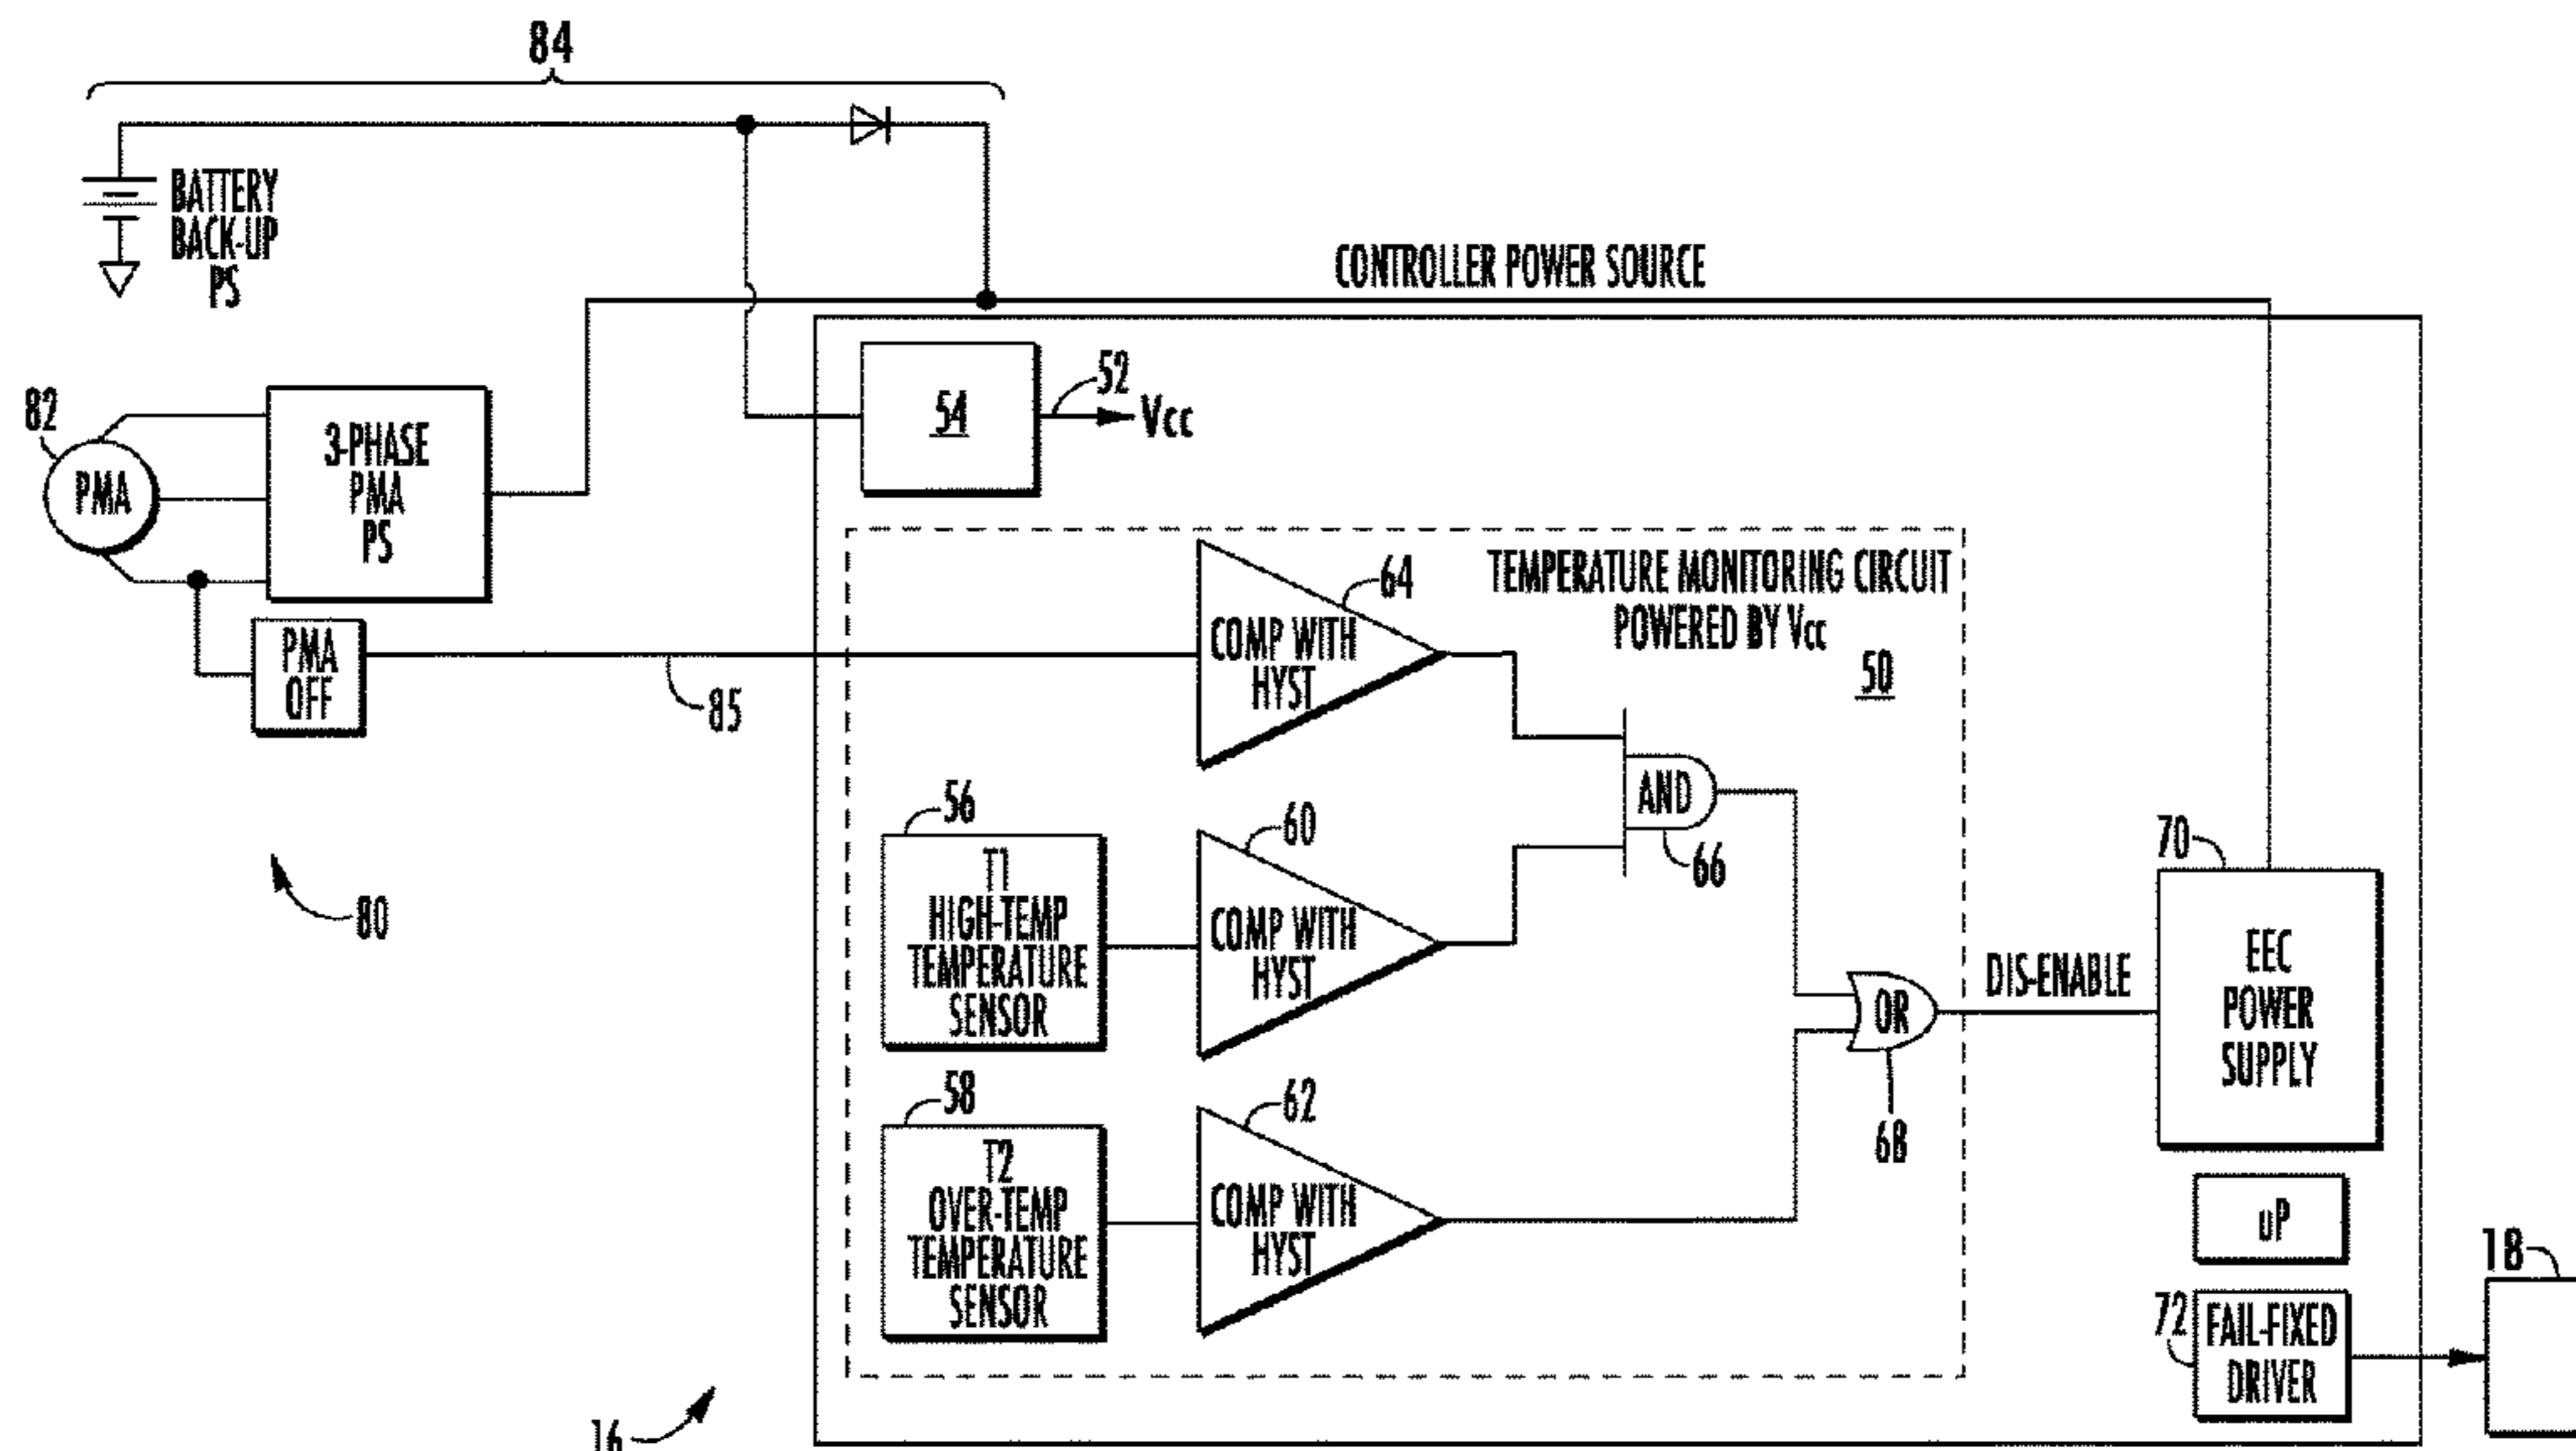 84
BATTERY
BACK-UP
PS
CONTROLLER POWER SOURCE
82
PMA
3-PHASE
PMA
PS
54
52
Vcc
PMA
OFF
85
64
COMP WITH
HYST
TEMPERATURE MONITORING CIRCUIT
POWERED BY Vcc
50
AND
66
56
T1
HIGH-TEMP
TEMPERATURE
SENSOR
60
COMP WITH
HYST
80
70
EEC
POWER
SUPPLY
DIS-ENABLE
OR
68
58
T2
OVER-TEMP
TEMPERATURE
SENSOR
62
COMP WITH
HYST
uP
18
72
FAIL-FIXED
DRIVER
16